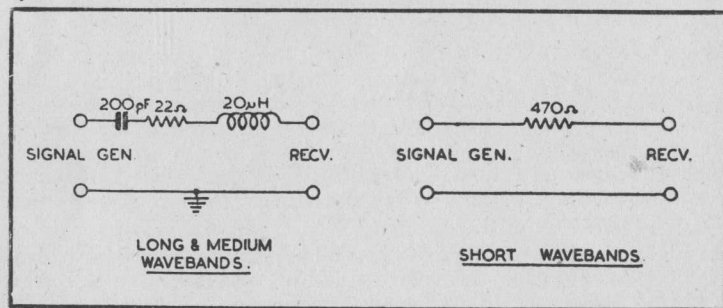 200pF 22Ω 20μH
SIGNAL GEN. RECV.
LONG & MEDIUM
WAVEBANDS.
470Ω
SIGNAL GEN. RECV.
SHORT WAVEBANDS